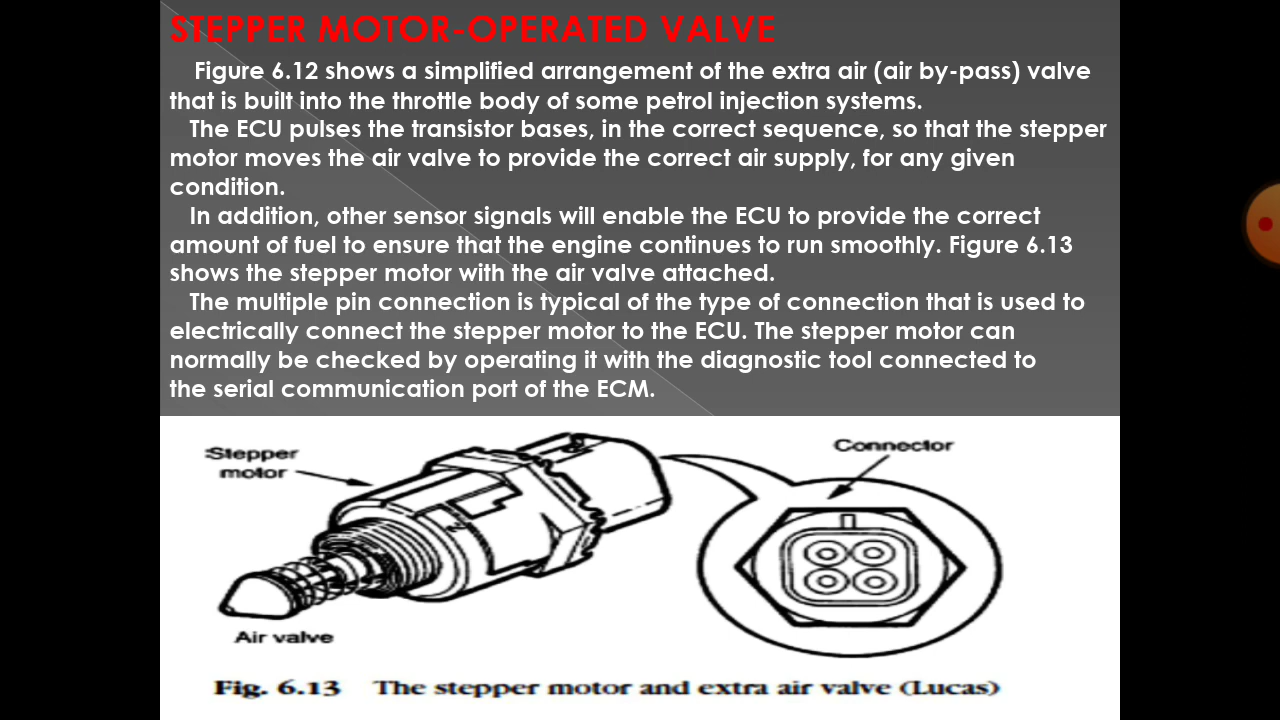 STEPPER MOTOR-OPERATED VALVE
Figure 6.12 shows a simplified arrangement of the extra air (air by-pass) valve
that is built into the throttle body of some petrol injection systems.
The ECU pulses the transistor bases, in the correct sequence, so that the stepper
motor moves the air valve to provide the correct air supply, for any given
condition.
In addition, other sensor signals will enable the ECU to provide the correct
amount of fuel to ensure that the engine continues to run smoothly. Figure 6.13
shows the stepper motor with the air valve attached.
The multiple pin connection is typical of the type of connection that is used to
electrically connect the stepper motor to the ECU. The stepper motor can
normally be checked by operating it with the diagnostic tool connected to
the serial communication port of the ECM.
Stepper
motor
Connector
Air valve
Fig. 6.13 The stepper motor and extra air valve (Lucas)